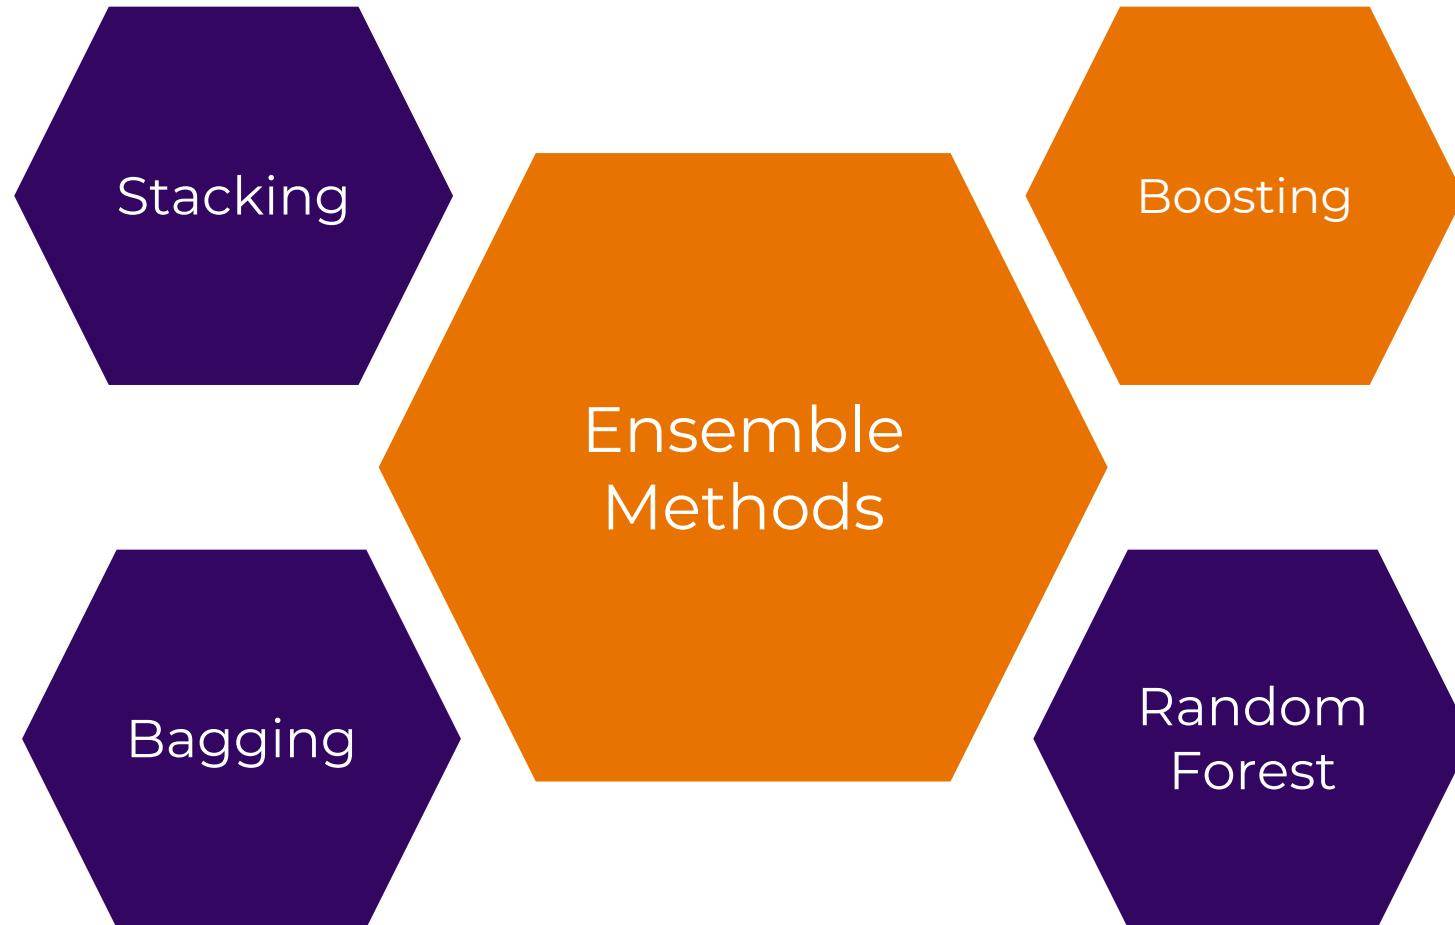 Stacking
Boosting
Ensemble
Methods
Bagging
Random
Forest